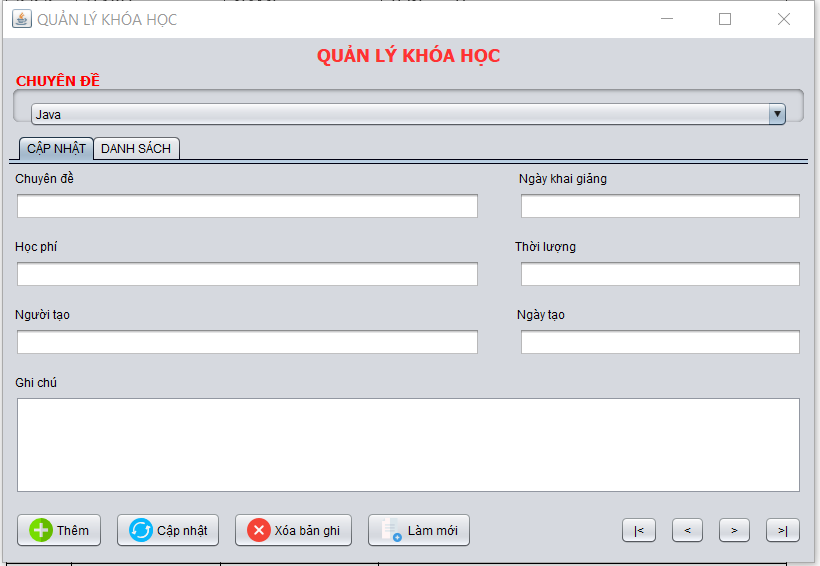 QUẢN LÝ KHÓA HỌC
QUẢN LÝ KHÓA HỌC
CHUYÊN ĐỀ
Java
CẬP NHẬT DANH SÁCH
Chuyên đề Ngày khai giảng
Học phí Thời lượng
Người tạo Ngày tạo
Ghi chú
Thêm Cập nhật Xóa bản ghi Làm mới |< < > >|